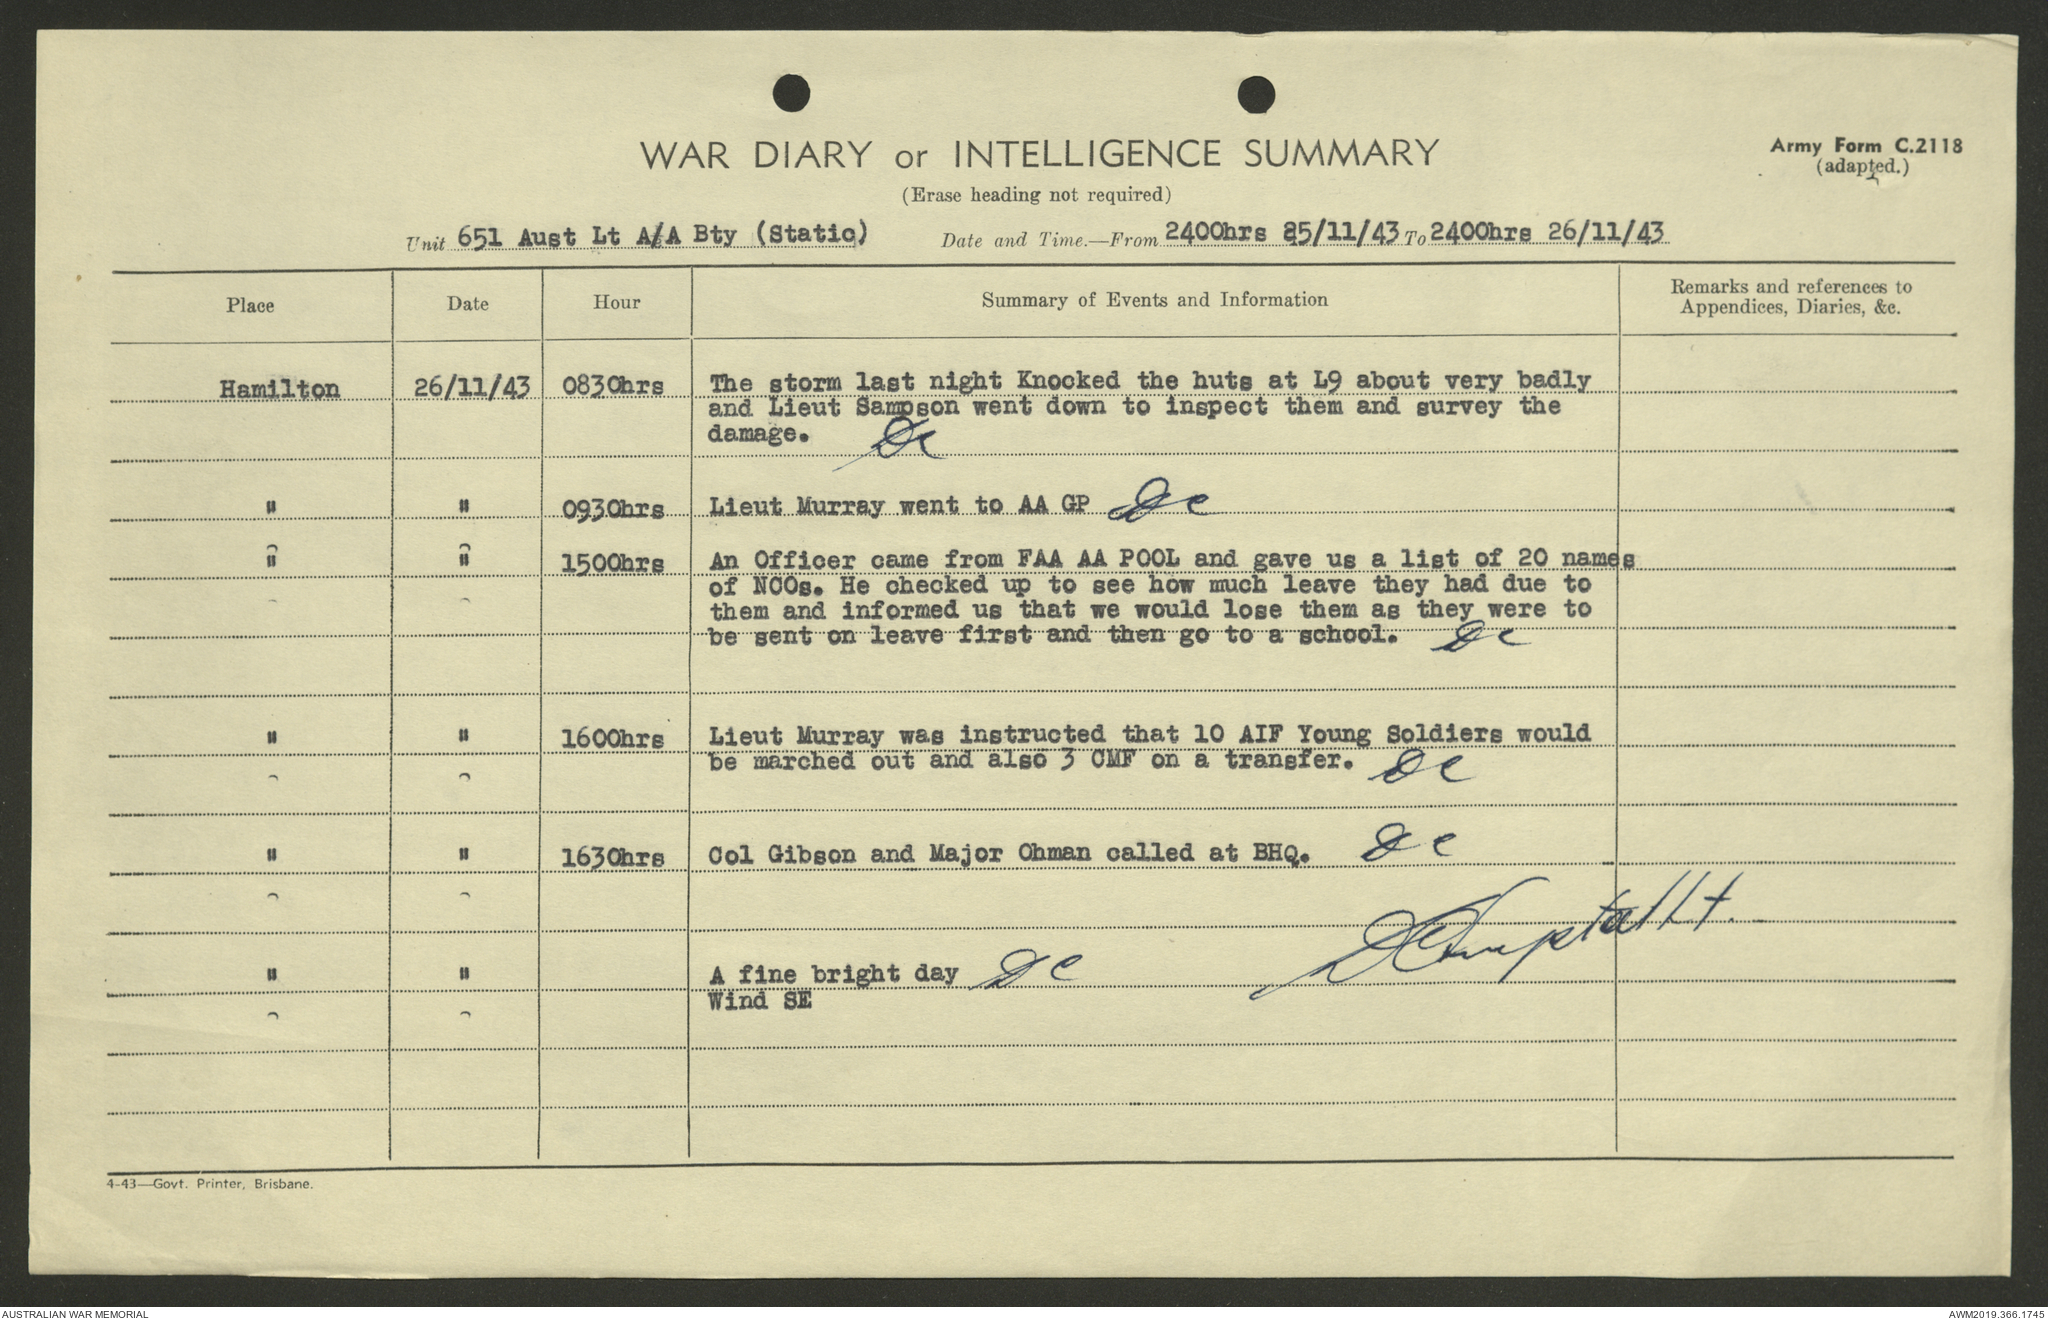 WAR DIARY or INTELLIGENCE SUMMARY
Army Form C.2118
(adapted.)
(Erase heading not required)
Unit 651 Aust Lt A/A Bty (Static) Date and Time.—From 2400hrs 25/11/43 To 2400hrs 26/11/43
Place Date Hour Summary of Events and Information Remarks and references to
Appendices, Diaries, &c.
Hamilton 26/11/43 0830hrs The storm last night Knocked the huts at L9 about very badly
and Lieut Sampson went down to inspect them and survey the
damage. DC
" " 0930hrs Lieut Murray went to AA GP DC
" " 1500hrs An Officer came from FAA AA POOL and gave us a list of 20 names
of NCOs. He checked up to see how much leave they had due to
them and informed us that we would lose them as they were to
be sent on leave first and then go to a school. DC
" " 1600hrs Lieut Murray was instructed that 10 AIF Young Soldiers would
be marched out and also 3 CMF on a transfer. DC
" " 1630hrs Col Gibson and Major Ohman called at BHQ. DC
Lt.
" " A fine bright day DC
Wind SE
4-43—Govt. Printer, Brisbane.
AUSTRALIAN WAR MEMORIAL
AWM2019.366.1745